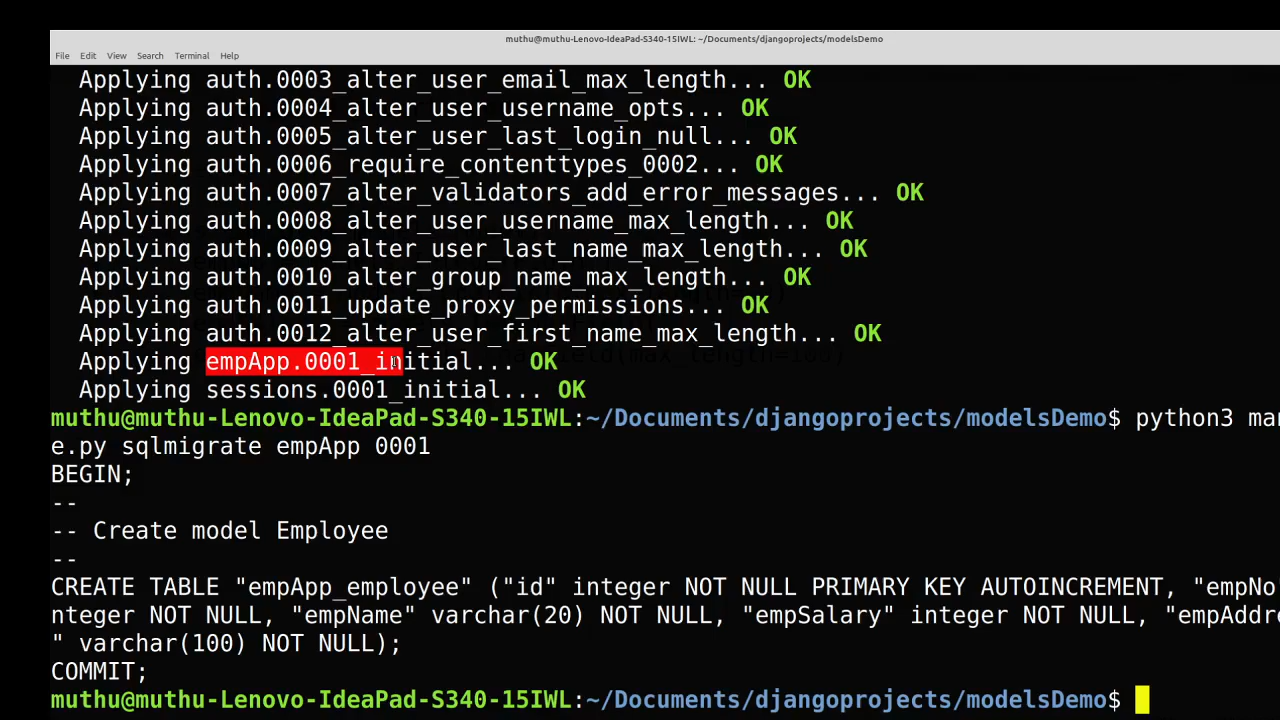 muthu@muthu-Lenovo-IdeaPad-S340-15IWL: ~/Documents/djangoprojects/modelsDemo
File Edit View Search Terminal Help
Applying auth.0003_alter_user_email_max_length... OK
Applying auth.0004_alter_user_username_opts... OK
Applying auth.0005_alter_user_last_login_null... OK
Applying auth.0006_require_contenttypes_0002... OK
Applying auth.0007_alter_validators_add_error_messages... OK
Applying auth.0008_alter_user_username_max_length... OK
Applying auth.0009_alter_user_last_name_max_length... OK
Applying auth.0010_alter_group_name_max_length... OK
Applying auth.0011_update_proxy_permissions... OK
Applying auth.0012_alter_user_first_name_max_length... OK
Applying empApp.0001_initial... OK
Applying sessions.0001_initial... OK
muthu@muthu-Lenovo-IdeaPad-S340-15IWL:~/Documents/djangoprojects/modelsDemo$ python3 man
e.py sqlmigrate empApp 0001
BEGIN;
--
-- Create model Employee
--
CREATE TABLE "empApp_employee" ("id" integer NOT NULL PRIMARY KEY AUTOINCREMENT, "empNo
nteger NOT NULL, "empName" varchar(20) NOT NULL, "empSalary" integer NOT NULL, "empAddre
" varchar(100) NOT NULL);
COMMIT;
muthu@muthu-Lenovo-IdeaPad-S340-15IWL:~/Documents/djangoprojects/modelsDemo$